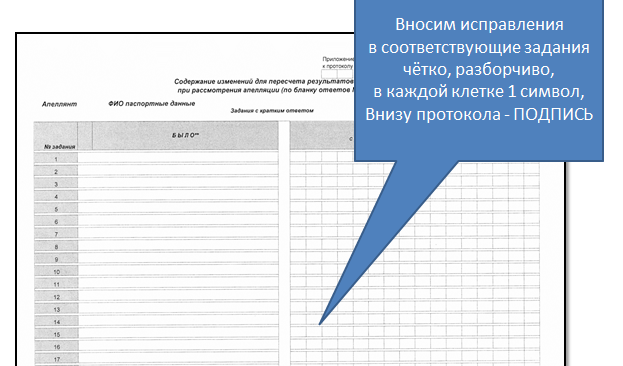 Вносим исправления
в соответствующие задания
чётко, разборчиво,
в каждой клетке 1 символ,
Внизу протокола - ПОДПИСЬ
Приложение
к протоколу
Содержание изменений для пересчета результатов
при рассмотрения апелляции (по бланку ответов
Апеллянт ФИО паспортные данные
Задания с кратким ответом
№ задания
Б Ы Л О**
с
1
2
3
4
5
6
7
8
9
10
11
12
13
14
15
16
17